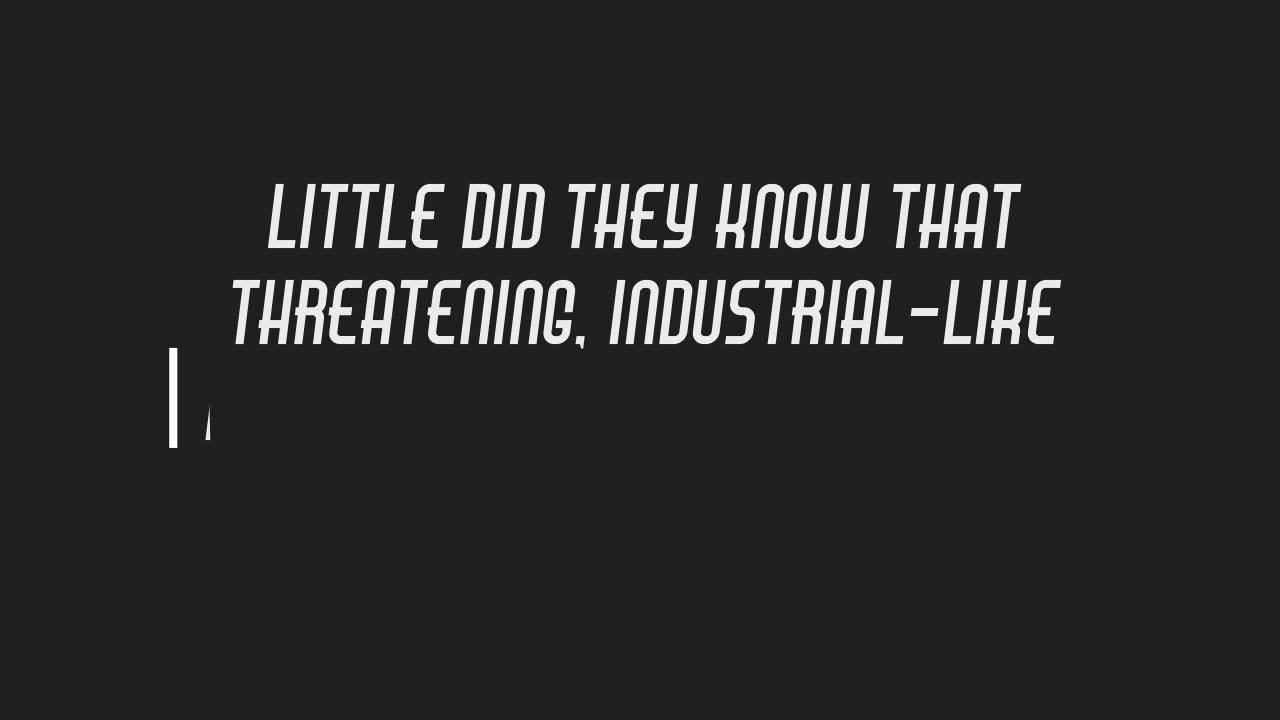 LITTLE DID THEY KNOW THAT
THREATENING, INDUSTRIAL-LIKE